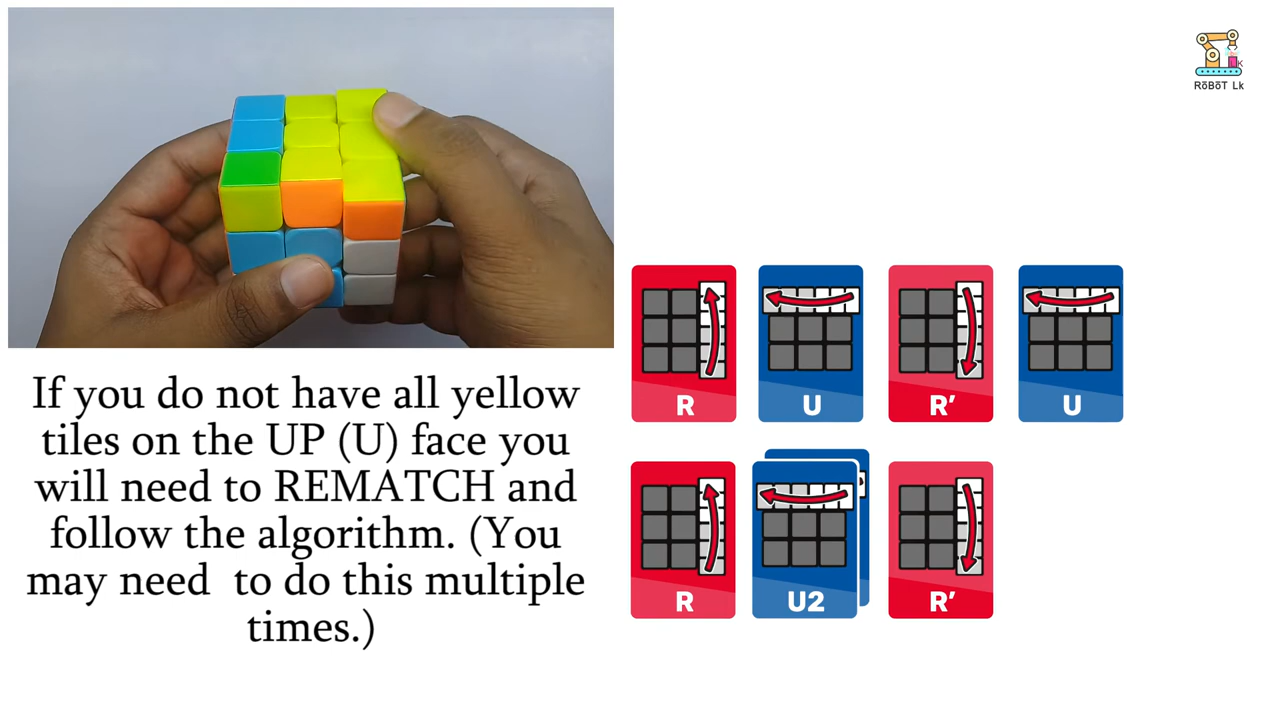 RōBōT Lk
If you do not have all yellow
tiles on the UP (U) face you
will need to REMATCH and
follow the algorithm. (You
may need to do this multiple
times.)
R
U
R’
U
R
U2
R’